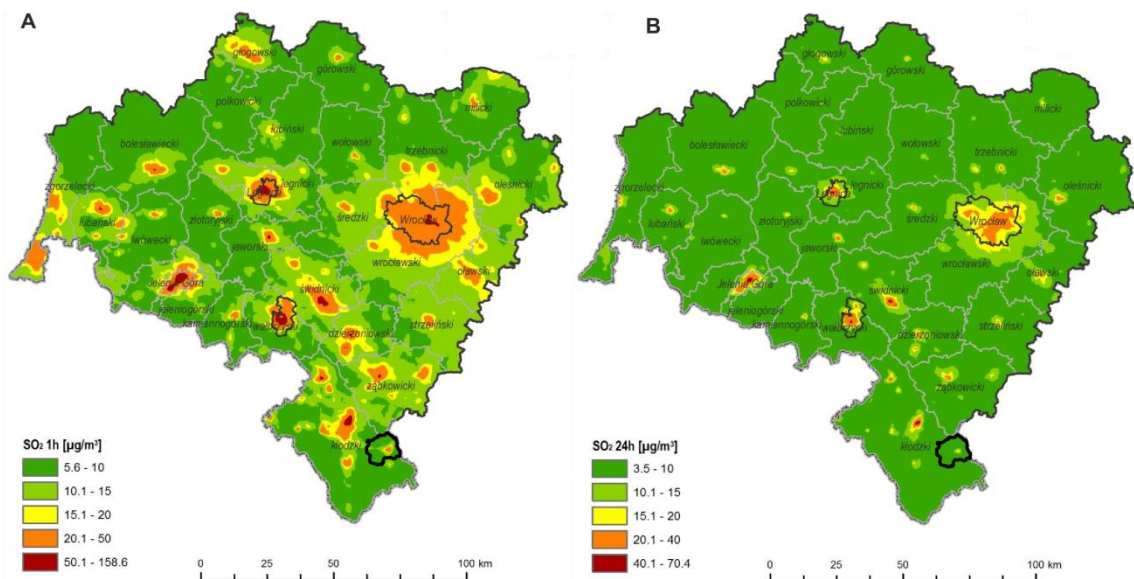 A
głogowski
górowski
polkowicki
milicki
lubiński
bolesławiecki
wołowski
trzebnicki
zgorzelecki
legnicki
oleśnicki
lubański
średzki
Wrocław
złotoryjski
lwówecki
jaworski
wrocławski
oławski
Jelenia Góra
świdnicki
jeleniogórski
kamiennogórski
wałbrzyski
strzeliński
dzierżoniowski
ząbkowicki
kłodzki
SO₂ 1h [µg/m³]
5.6 - 10
10.1 - 15
15.1 - 20
20.1 - 50
50.1 - 158.6
0 25 50 100 km
B
głogowski
górowski
polkowicki
milicki
lubiński
bolesławiecki
wołowski
trzebnicki
zgorzelecki
legnicki
oleśnicki
lubański
średzki
Wrocław
złotoryjski
lwówecki
jaworski
wrocławski
oławski
Jelenia Góra
świdnicki
jeleniogórski
kamiennogórski
wałbrzyski
strzeliński
dzierżoniowski
ząbkowicki
kłodzki
SO₂ 24h [µg/m³]
3.5 - 10
10.1 - 15
15.1 - 20
20.1 - 40
40.1 - 70.4
0 25 50 100 km